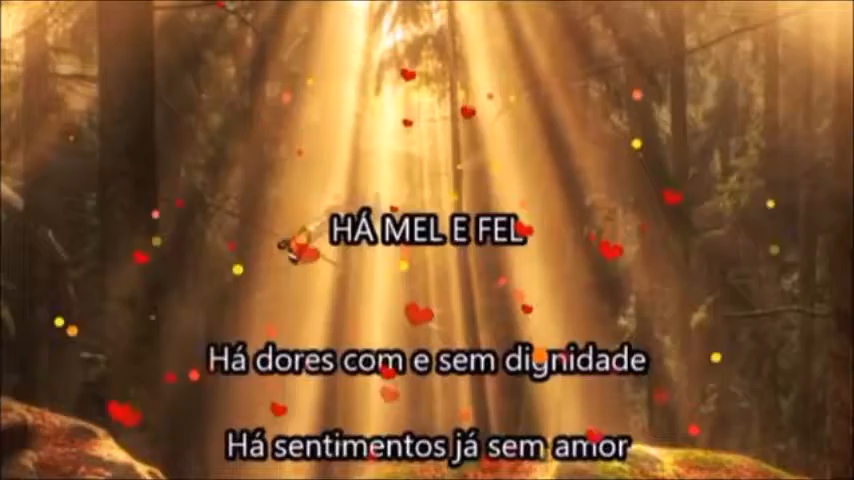 HÁ MEL E FEL
Há dores com e sem dignidade
Há sentimentos já sem amor